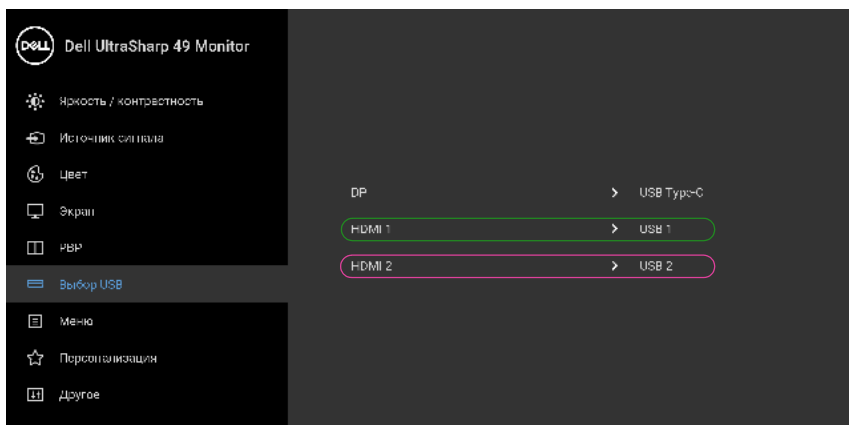 DELL Dell UltraSharp 49 Monitor
Яркость / контрастность
Источник сигнала
Цвет
Экран
PBP
Выбор USB
Меню
Персонализация
Другое
DP > USB Type-C
HDMI 1 > USB 1
HDMI 2 > USB 2